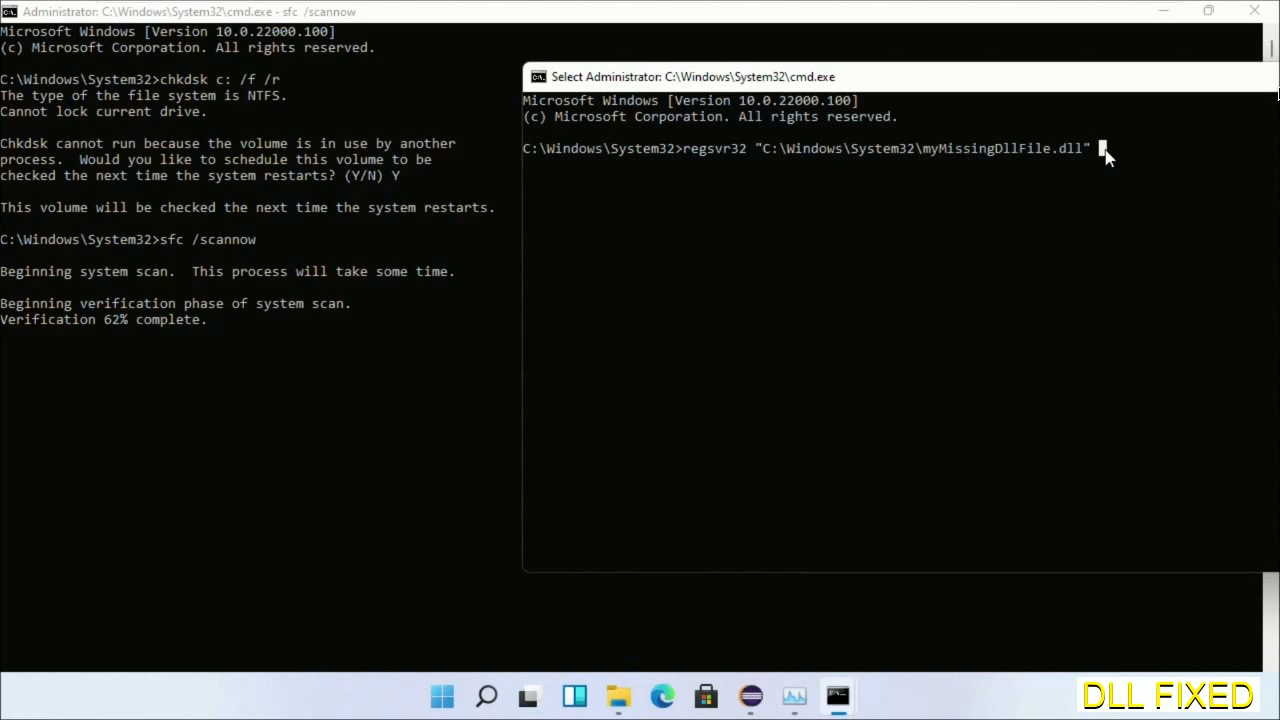 Administrator: C:\Windows\System32\cmd.exe - sfc /scannow
Microsoft Windows [Version 10.0.22000.100]
(c) Microsoft Corporation. All rights reserved.
C:\Windows\System32>chkdsk c: /f /r
The type of the file system is NTFS.
Cannot lock current drive.
Chkdsk cannot run because the volume is in use by another
process.  Would you like to schedule this volume to be
checked the next time the system restarts? (Y/N) Y
This volume will be checked the next time the system restarts.
C:\Windows\System32>sfc /scannow
Beginning system scan.  This process will take some time.
Beginning verification phase of system scan.
Verification 62% complete.
Select Administrator: C:\Windows\System32\cmd.exe
Microsoft Windows [Version 10.0.22000.100]
(c) Microsoft Corporation. All rights reserved.
C:\Windows\System32>regsvr32 "C:\Windows\System32\myMissingDllFile.dll"
DLL FIXED